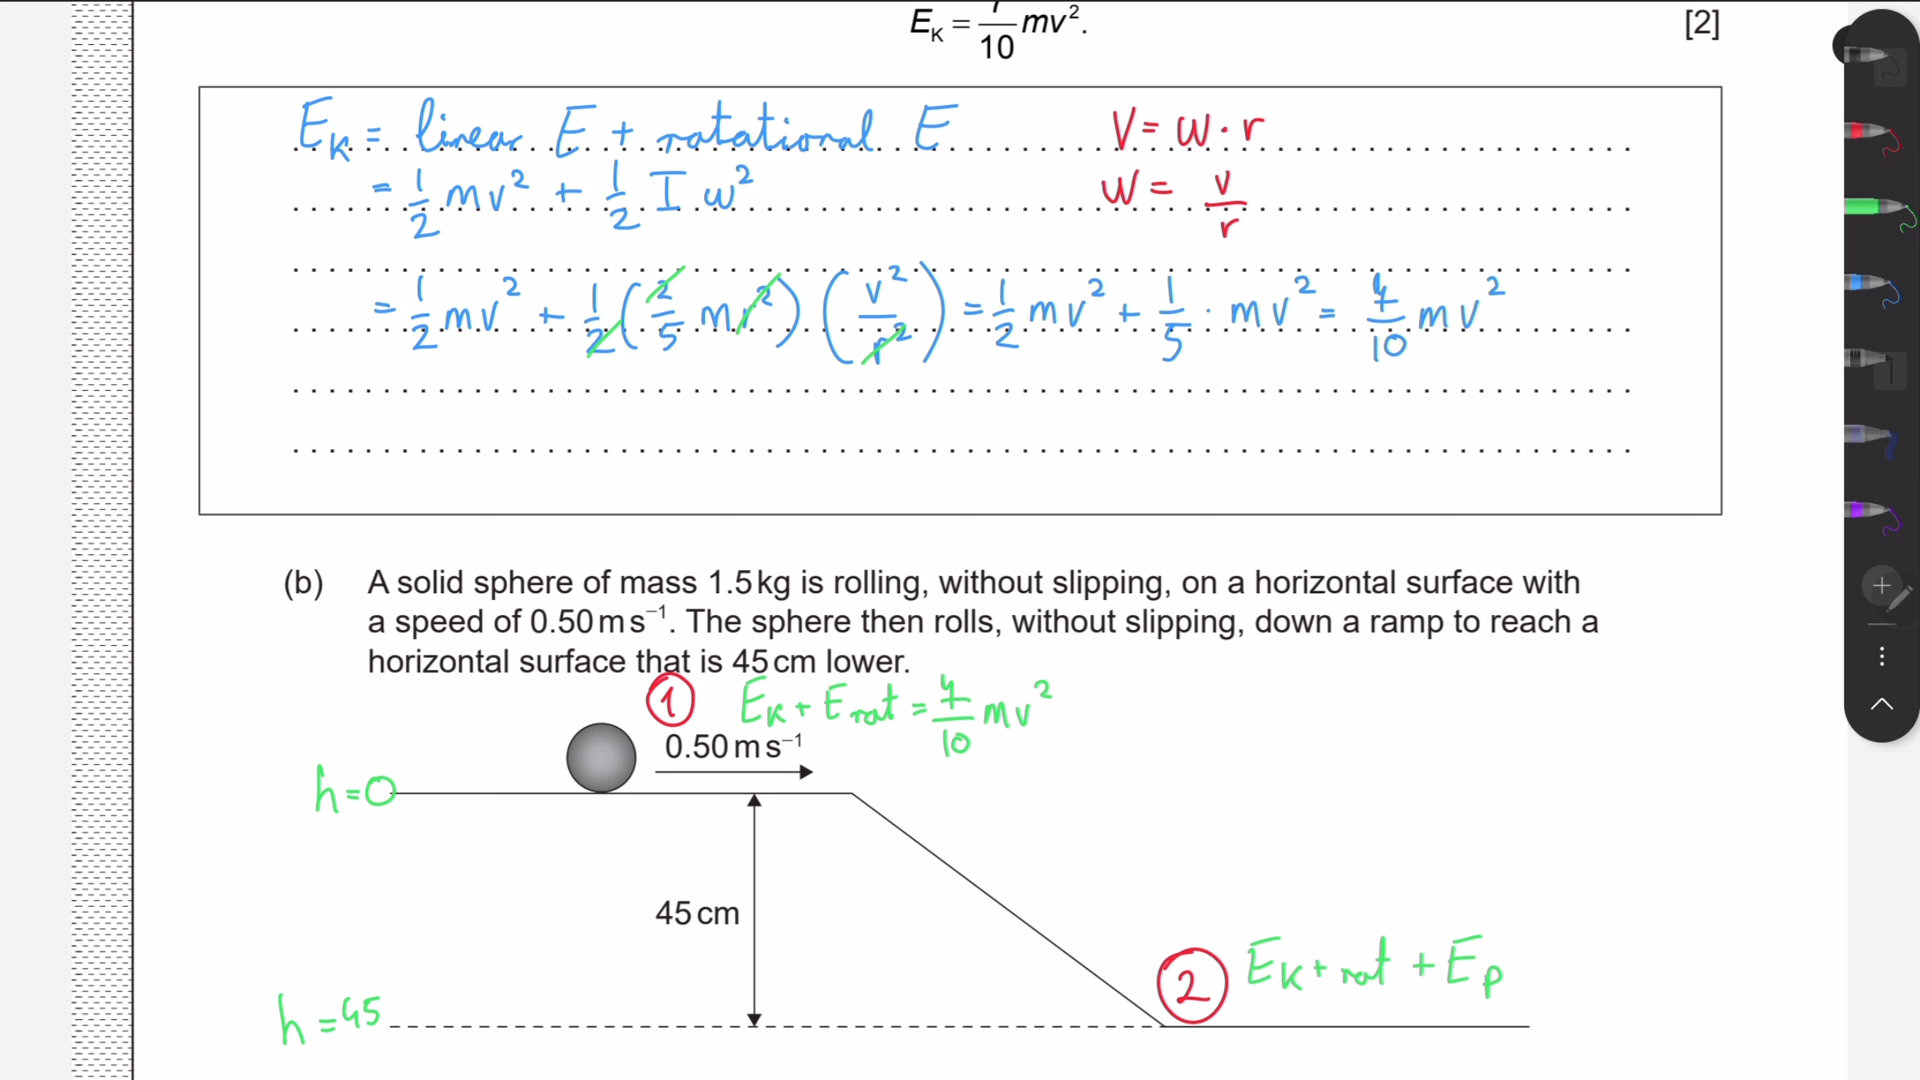 E_K = 7/10 mv². [2]
E_K = linear E + rotational E
V = w · r
= 1/2 mv² + 1/2 I w²
w = v/r
= 1/2 mv² + 1/2 (2/5 mr²) (v²/r²) = 1/2 mv² + 1/5 · mv² = 7/10 mv²
(b) A solid sphere of mass 1.5 kg is rolling, without slipping, on a horizontal surface with
a speed of 0.50 m s⁻¹. The sphere then rolls, without slipping, down a ramp to reach a
horizontal surface that is 45 cm lower.
① E_K + E rot = 7/10 mv²
0.50 m s⁻¹
h=0
45 cm
② E_K + rot + E_P
h = 45